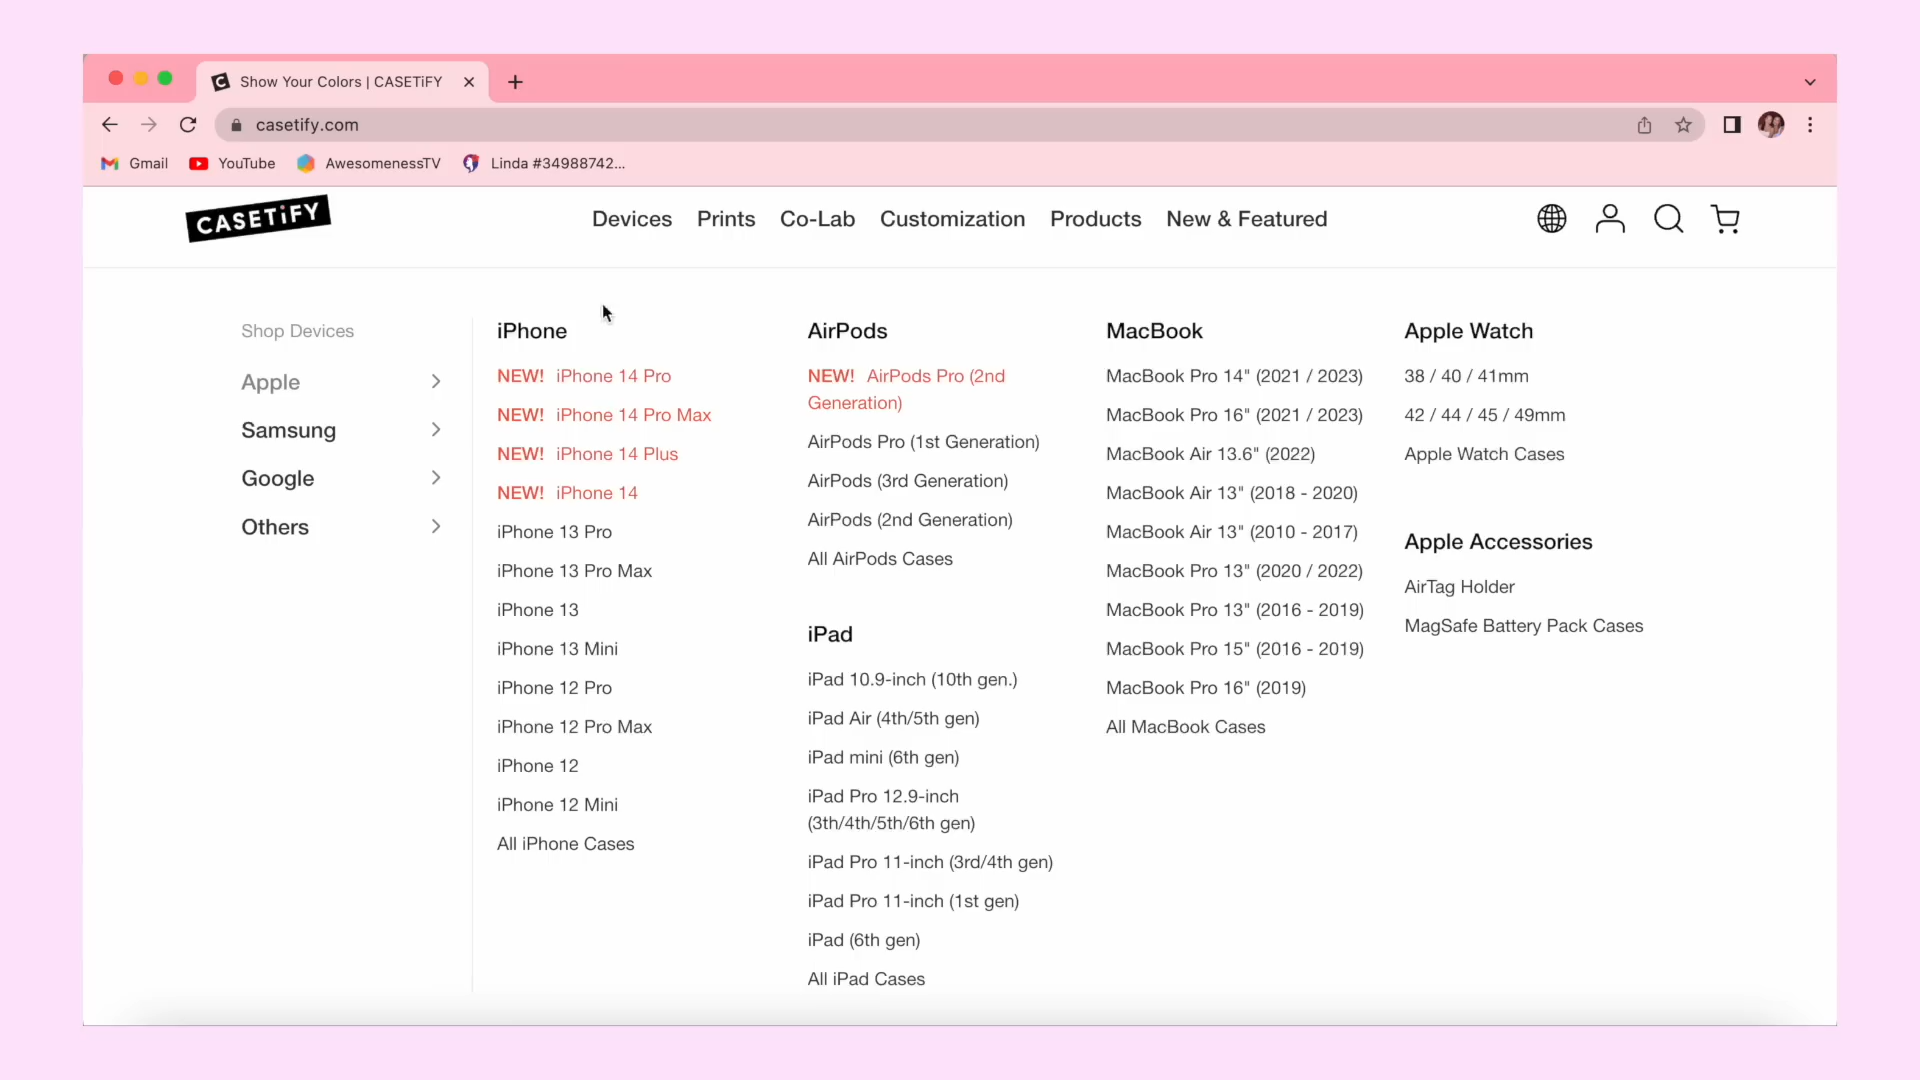 Show Your Colors | CASETiFY
casetify.com
Gmail
YouTube
AwesomenessTV
Linda #34988742...
CASETiFY
Devices
Prints
Co-Lab
Customization
Products
New & Featured
Shop Devices
Apple
Samsung
Google
Others
iPhone
NEW! iPhone 14 Pro
NEW! iPhone 14 Pro Max
NEW! iPhone 14 Plus
NEW! iPhone 14
iPhone 13 Pro
iPhone 13 Pro Max
iPhone 13
iPhone 13 Mini
iPhone 12 Pro
iPhone 12 Pro Max
iPhone 12
iPhone 12 Mini
All iPhone Cases
AirPods
NEW! AirPods Pro (2nd
Generation)
AirPods Pro (1st Generation)
AirPods (3rd Generation)
AirPods (2nd Generation)
All AirPods Cases
iPad
iPad 10.9-inch (10th gen.)
iPad Air (4th/5th gen)
iPad mini (6th gen)
iPad Pro 12.9-inch
(3th/4th/5th/6th gen)
iPad Pro 11-inch (3rd/4th gen)
iPad Pro 11-inch (1st gen)
iPad (6th gen)
All iPad Cases
MacBook
MacBook Pro 14" (2021 / 2023)
MacBook Pro 16" (2021 / 2023)
MacBook Air 13.6" (2022)
MacBook Air 13" (2018 - 2020)
MacBook Air 13" (2010 - 2017)
MacBook Pro 13" (2020 / 2022)
MacBook Pro 13" (2016 - 2019)
MacBook Pro 15" (2016 - 2019)
MacBook Pro 16" (2019)
All MacBook Cases
Apple Watch
38 / 40 / 41mm
42 / 44 / 45 / 49mm
Apple Watch Cases
Apple Accessories
AirTag Holder
MagSafe Battery Pack Cases